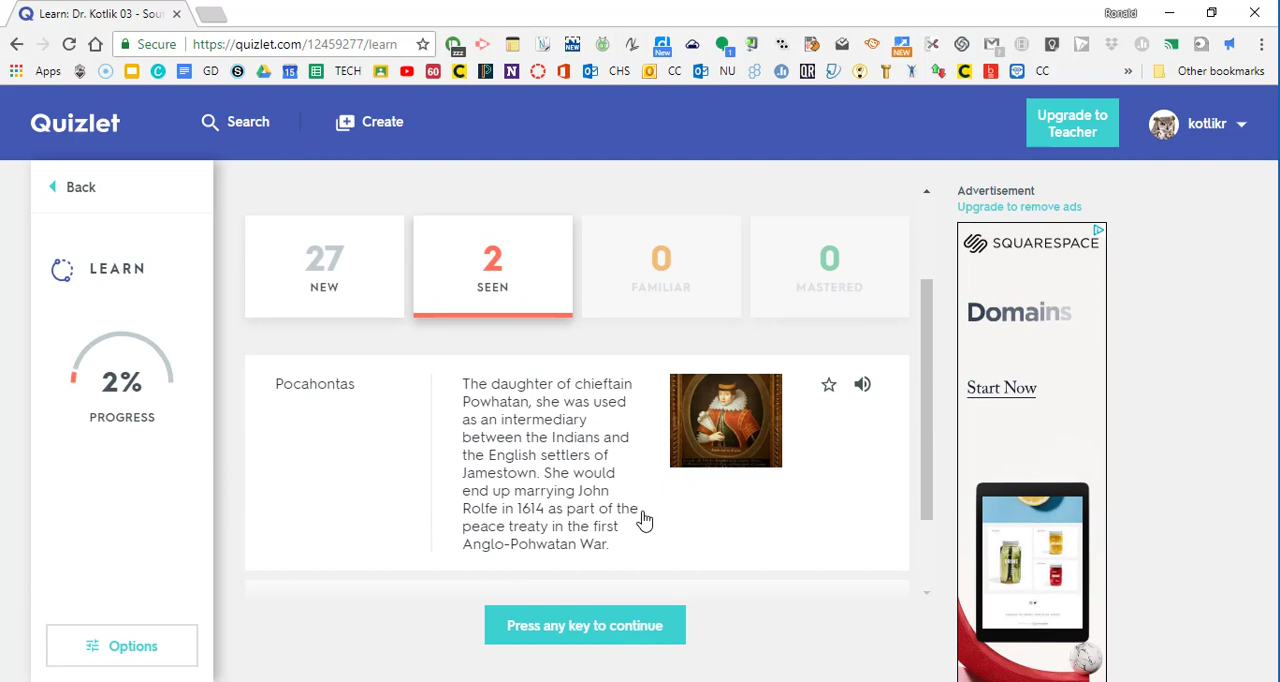 Learn: Dr. Kotlik 03 - Sou
Ronald
Secure https://quizlet.com/12459277/learn
Apps GD 15 TECH 60 CHS CC NU CC Other bookmarks
Quizlet
Search
Create
Upgrade to
Teacher
kotlikr
Back
LEARN
2%
PROGRESS
Options
27
NEW
2
SEEN
0
FAMILIAR
0
MASTERED
Pocahontas
The daughter of chieftain
Powhatan, she was used
as an intermediary
between the Indians and
the English settlers of
Jamestown. She would
end up marrying John
Rolfe in 1614 as part of the
peace treaty in the first
Anglo-Pohwatan War.
Press any key to continue
Advertisement
Upgrade to remove ads
SQUARESPACE
Domains
Start Now